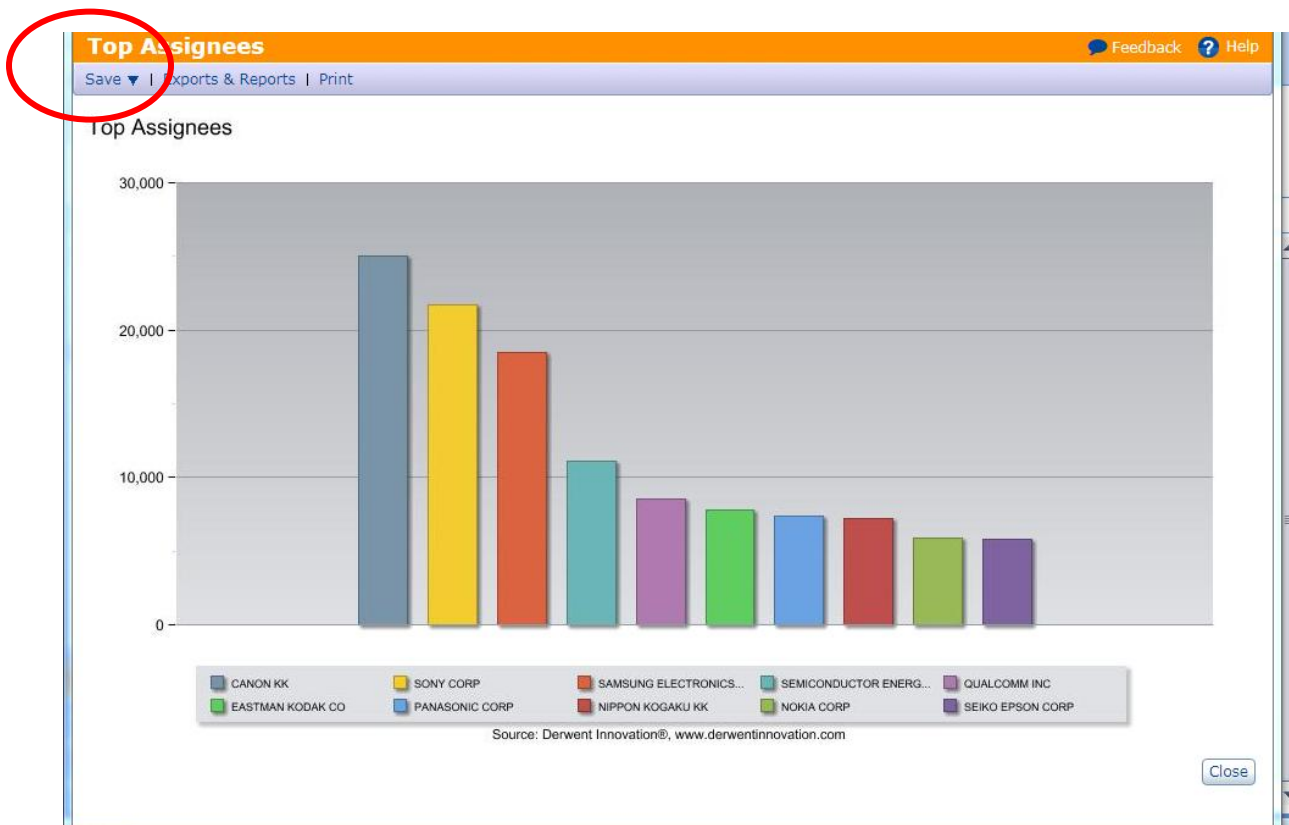 Top Assignees Feedback ? Help
Save ▼ | Exports & Reports | Print
Top Assignees
30,000
20,000
10,000
0
CANON KK SONY CORP SAMSUNG ELECTRONICS... SEMICONDUCTOR ENERG... QUALCOMM INC
EASTMAN KODAK CO PANASONIC CORP NIPPON KOGAKU KK NOKIA CORP SEIKO EPSON CORP
Source: Derwent Innovation®, www.derwentinnovation.com
Close